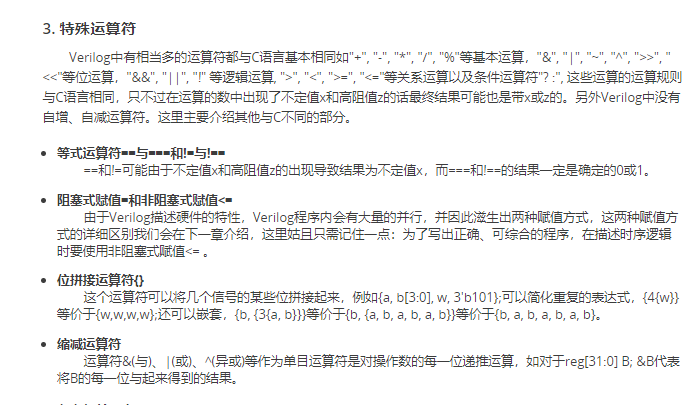 3. 特殊运算符
Verilog中有相当多的运算符都与C语言基本相同如"+", "-", "*", "/", "%"等基本运算，"&", "|", "~", "^", ">>", "
<<"等位运算，"&&", "||", "!" 等逻辑运算, ">", "<", ">=", "<="等关系运算以及条件运算符"? :", 这些运算的运算规则
与C语言相同，只不过在运算的数中出现了不定值x和高阻值z的话最终结果可能也是带x或z的。另外Verilog中没有
自增、自减运算符。这里主要介绍其他与C不同的部分。
• 等式运算符==与===和!=与!==
==和!=可能由于不定值x和高阻值z的出现导致结果为不定值x，而===和!==的结果一定是确定的0或1。
• 阻塞式赋值=和非阻塞式赋值<=
由于Verilog描述硬件的特性，Verilog程序内会有大量的并行，并因此滋生出两种赋值方式，这两种赋值方
式的详细区别我们会在下一章介绍，这里姑且只需记住一点：为了写出正确、可综合的程序，在描述时序逻辑
时要使用非阻塞式赋值<= 。
• 位拼接运算符{}
这个运算符可以将几个信号的某些位拼接起来，例如{a, b[3:0], w, 3'b101};可以简化重复的表达式，{4{w}}
等价于{w,w,w,w};还可以嵌套，{b, {3{a, b}}}等价于{b, {a, b, a, b, a, b}}等价于{b, a, b, a, b, a, b}。
• 缩减运算符
运算符&(与)、|(或)、^(异或)等作为单目运算符是对操作数的每一位递推运算，如对于reg[31:0] B; &B代表
将B的每一位与起来得到的结果。